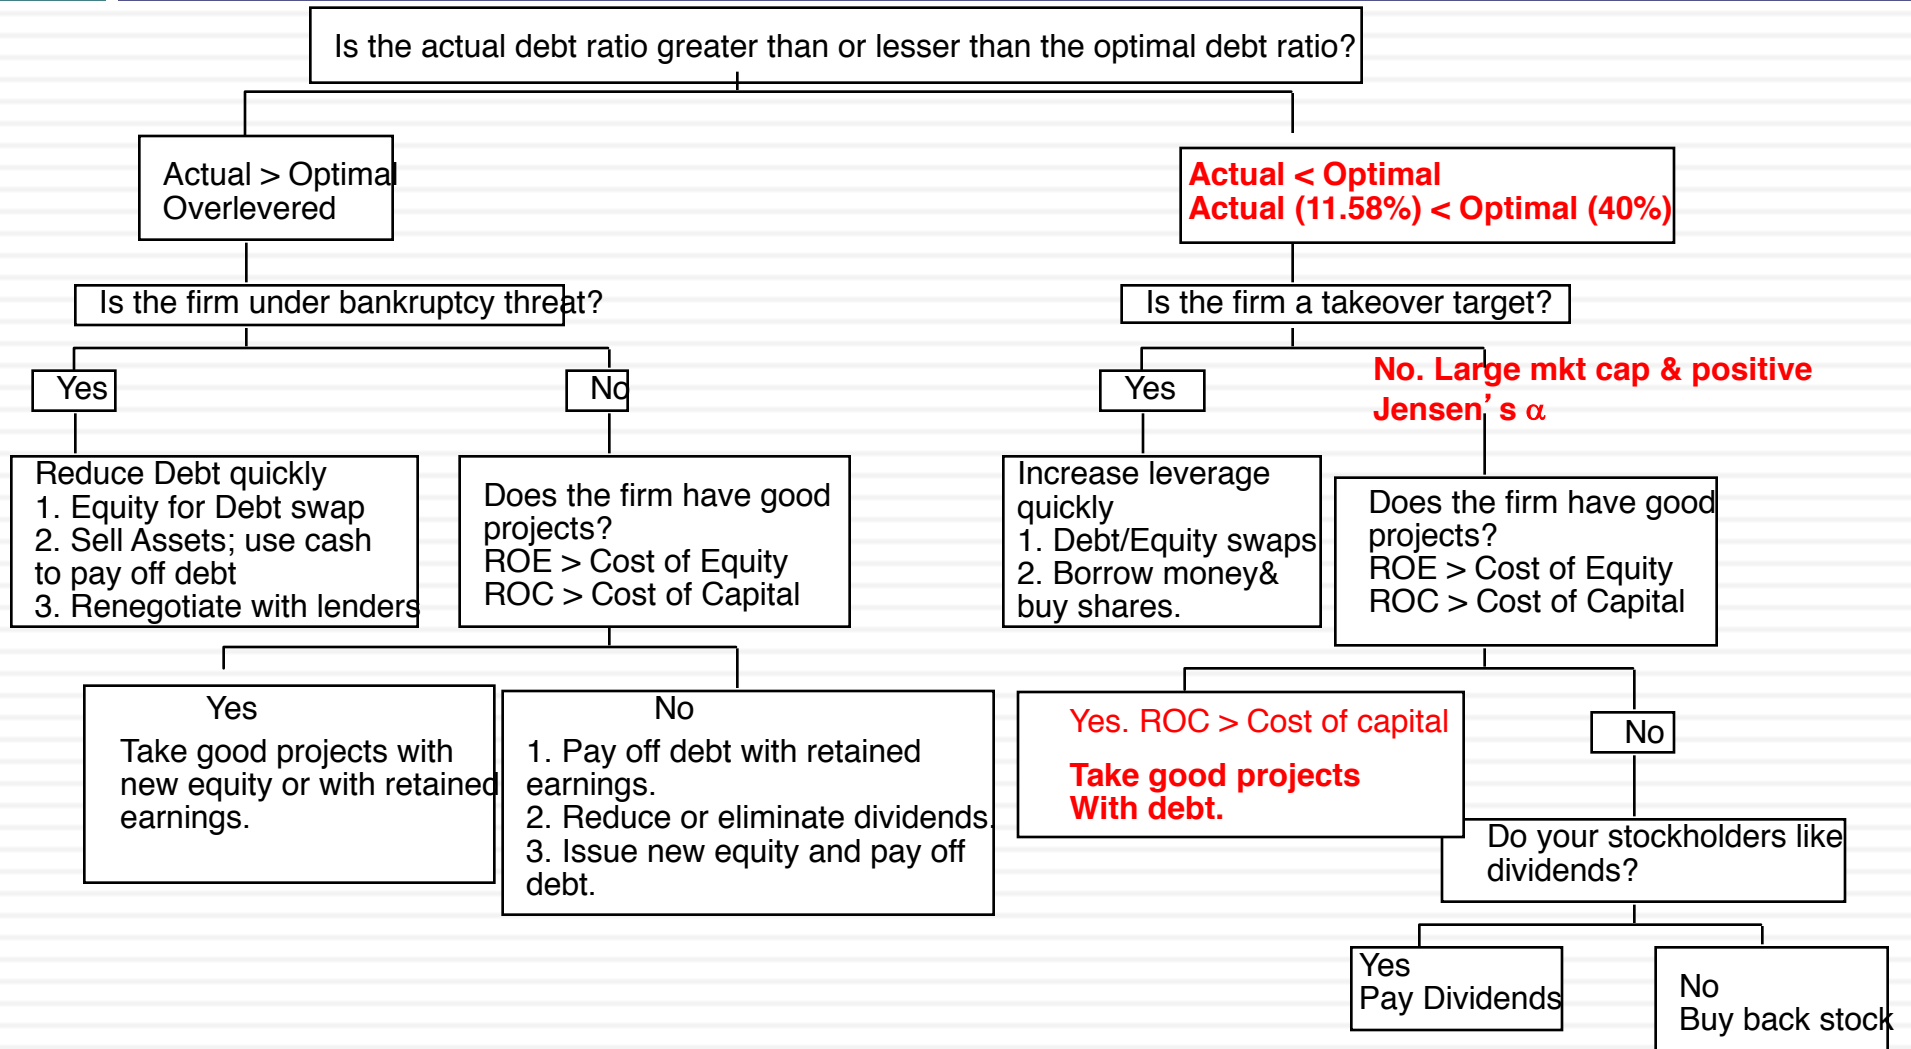 Is the actual debt ratio greater than or lesser than the optimal debt ratio?
Actual > Optimal
Overlevered
Actual < Optimal
Actual (11.58%) < Optimal (40%)
Is the firm under bankruptcy threat?
Is the firm a takeover target?
Yes
No
Yes
No. Large mkt cap & positive
Jensen’s α
Reduce Debt quickly
1. Equity for Debt swap
2. Sell Assets; use cash
to pay off debt
3. Renegotiate with lenders
Does the firm have good
projects?
ROE > Cost of Equity
ROC > Cost of Capital
Increase leverage
quickly
1. Debt/Equity swaps
2. Borrow money&
buy shares.
Does the firm have good
projects?
ROE > Cost of Equity
ROC > Cost of Capital
Yes
Take good projects with
new equity or with retained
earnings.
No
1. Pay off debt with retained
earnings.
2. Reduce or eliminate dividends.
3. Issue new equity and pay off
debt.
Yes. ROC > Cost of capital
Take good projects
With debt.
No
Do your stockholders like
dividends?
Yes
Pay Dividends
No
Buy back stock